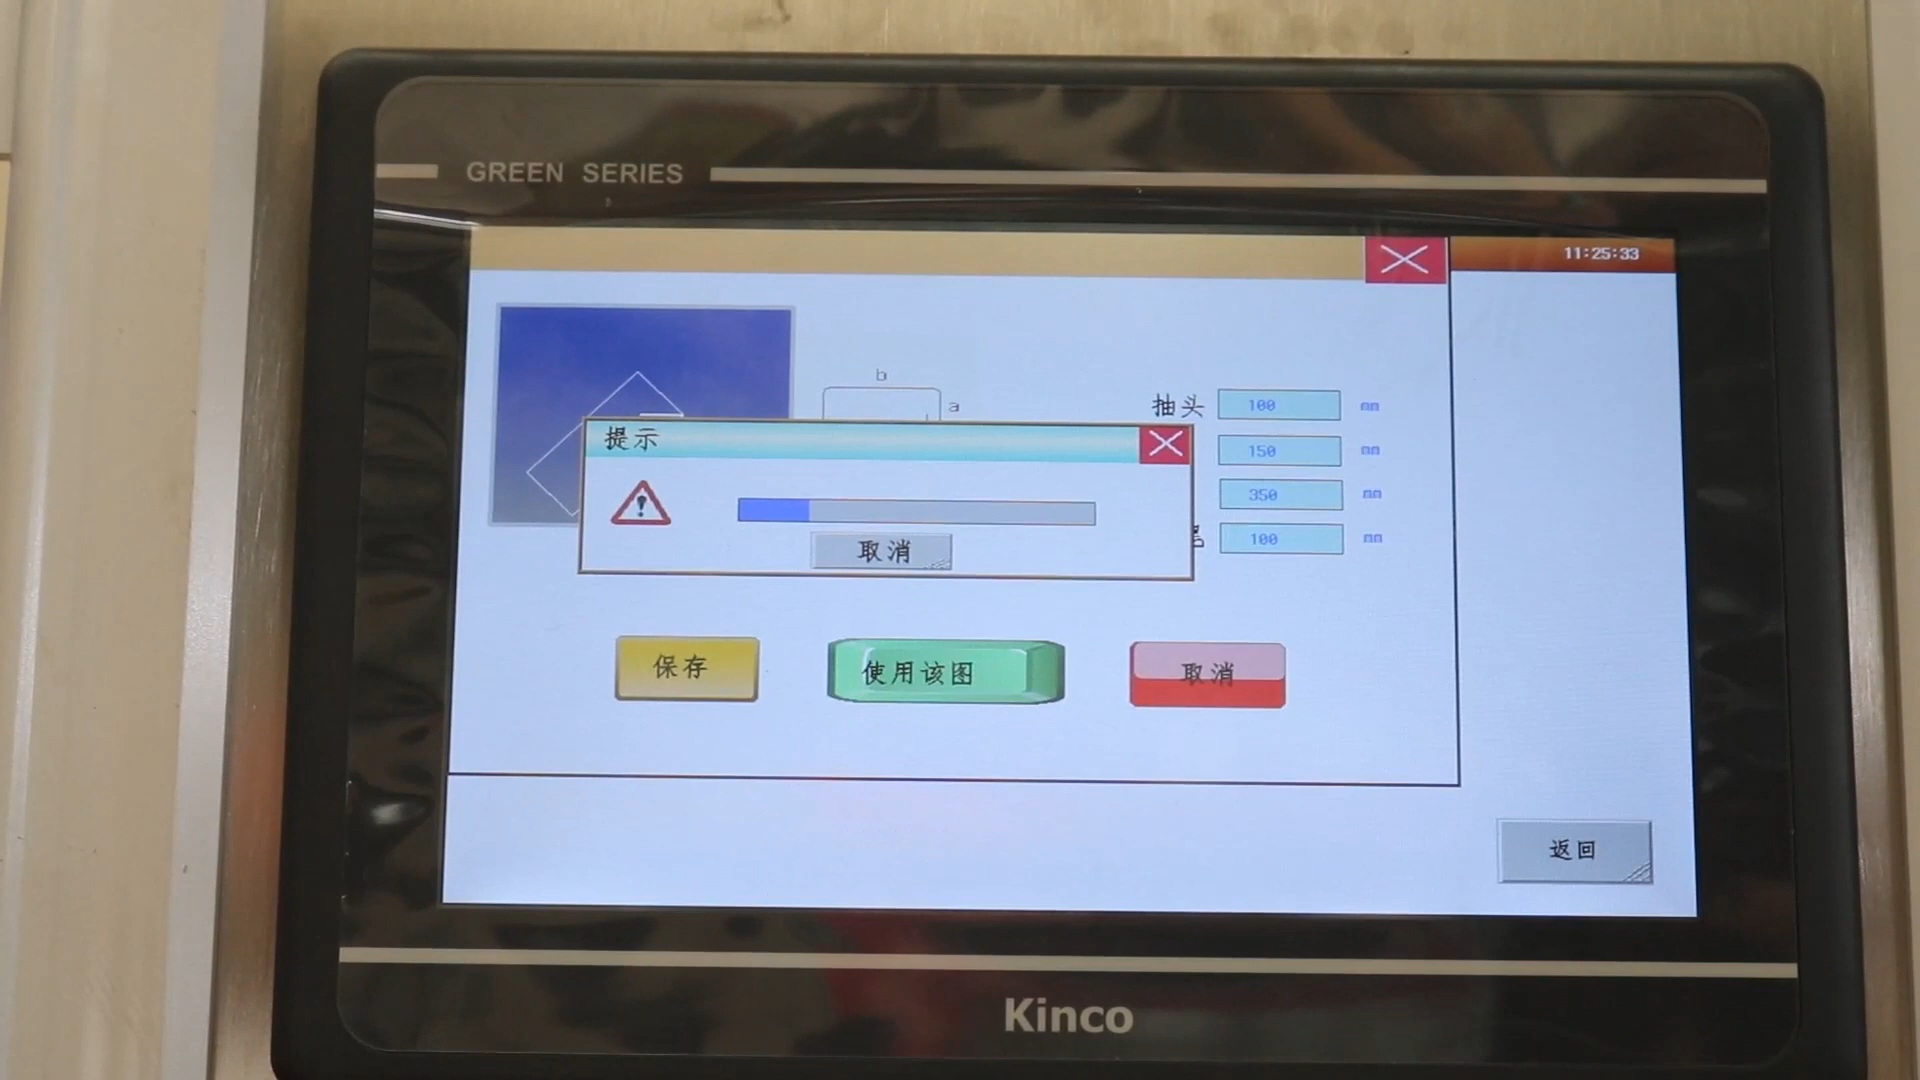 GREEN SERIES
11:25:33
b
a
抽头 100 mm
150 mm
350 mm
100 mm
提示
取消
保存
使用该图
取消
返回
Kinco